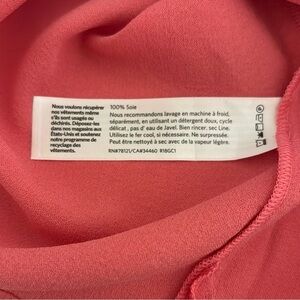 Nous voulons récupérer
nos vêtements même
s'ils sont usagés ou
déchirés. Déposez-les
dans nos magasins aux
États-Unis et soutenez
notre programme de
recyclage des
vêtements.
100% Soie
Nous recommandons lavage en machine à froid,
séparément, en utilisant un détergent doux, cycle
délicat, pas d' eau de Javel. Bien rincer, sec Line.
Utilisez le fer cool, si nécessaire. Ne pas presser.
Peut être nettoyé à sec avec de la vapeur légère.
RN#78121/CA#34460 R18GC1